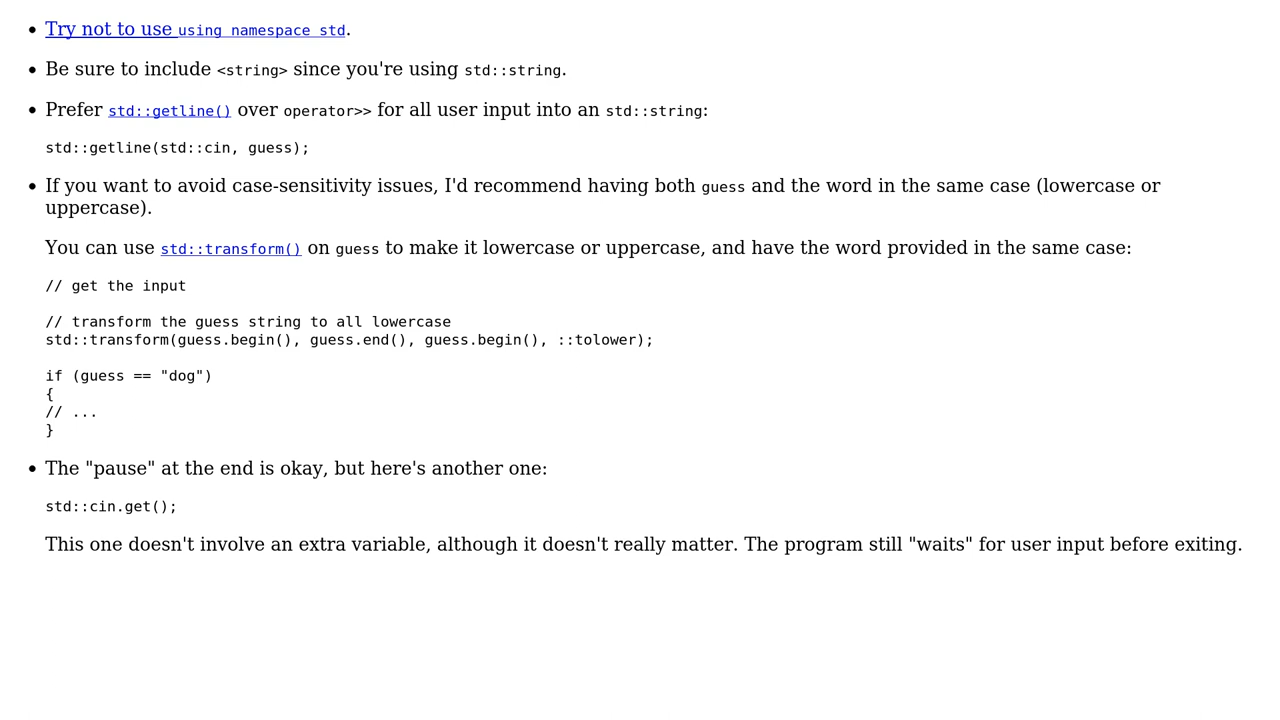 Try not to use using namespace std.
Be sure to include <string> since you're using std::string.
Prefer std::getline() over operator>> for all user input into an std::string:
std::getline(std::cin, guess);
If you want to avoid case-sensitivity issues, I'd recommend having both guess and the word in the same case (lowercase or
uppercase).
You can use std::transform() on guess to make it lowercase or uppercase, and have the word provided in the same case:
// get the input
// transform the guess string to all lowercase
std::transform(guess.begin(), guess.end(), guess.begin(), ::tolower);
if (guess == "dog")
{
// ...
}
The "pause" at the end is okay, but here's another one:
std::cin.get();
This one doesn't involve an extra variable, although it doesn't really matter. The program still "waits" for user input before exiting.